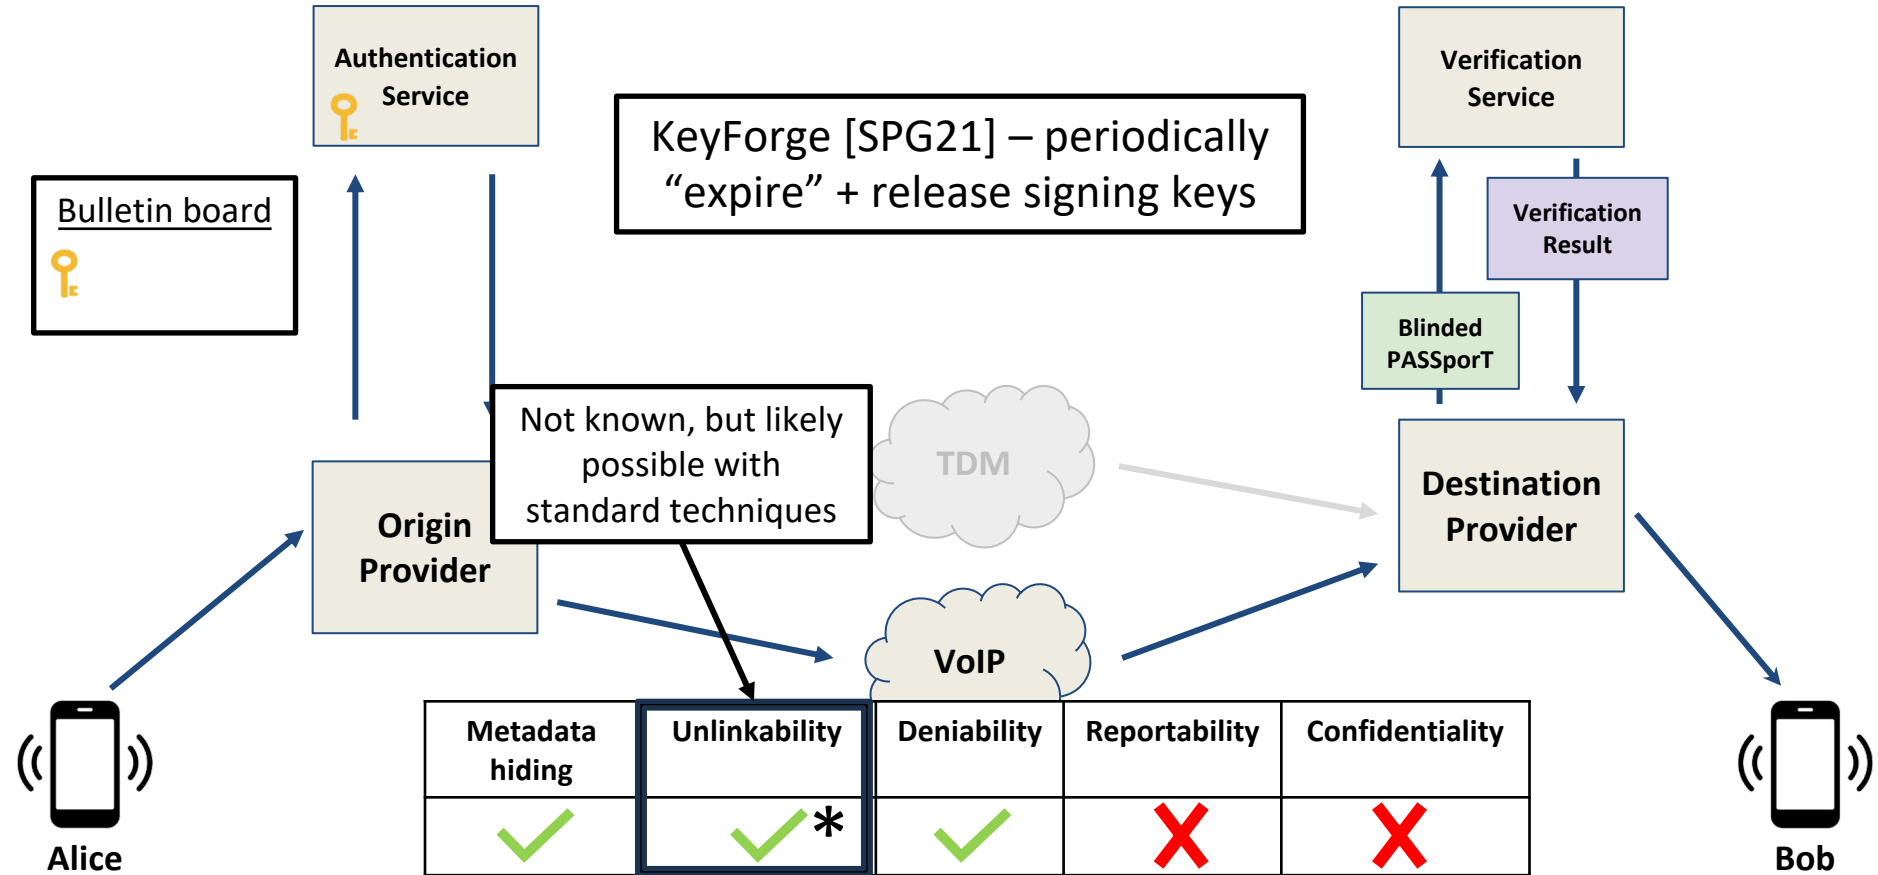 Authentication
Service
Verification
Service
KeyForge [SPG21] – periodically
“expire” + release signing keys
Bulletin board
Verification
Result
Blinded
PASSporT
Not known, but likely
possible with
standard techniques
TDM
Origin
Provider
Destination
Provider
VoIP
Metadata
hiding
Unlinkability
Deniability
Reportability
Confidentiality
*
Alice
Bob